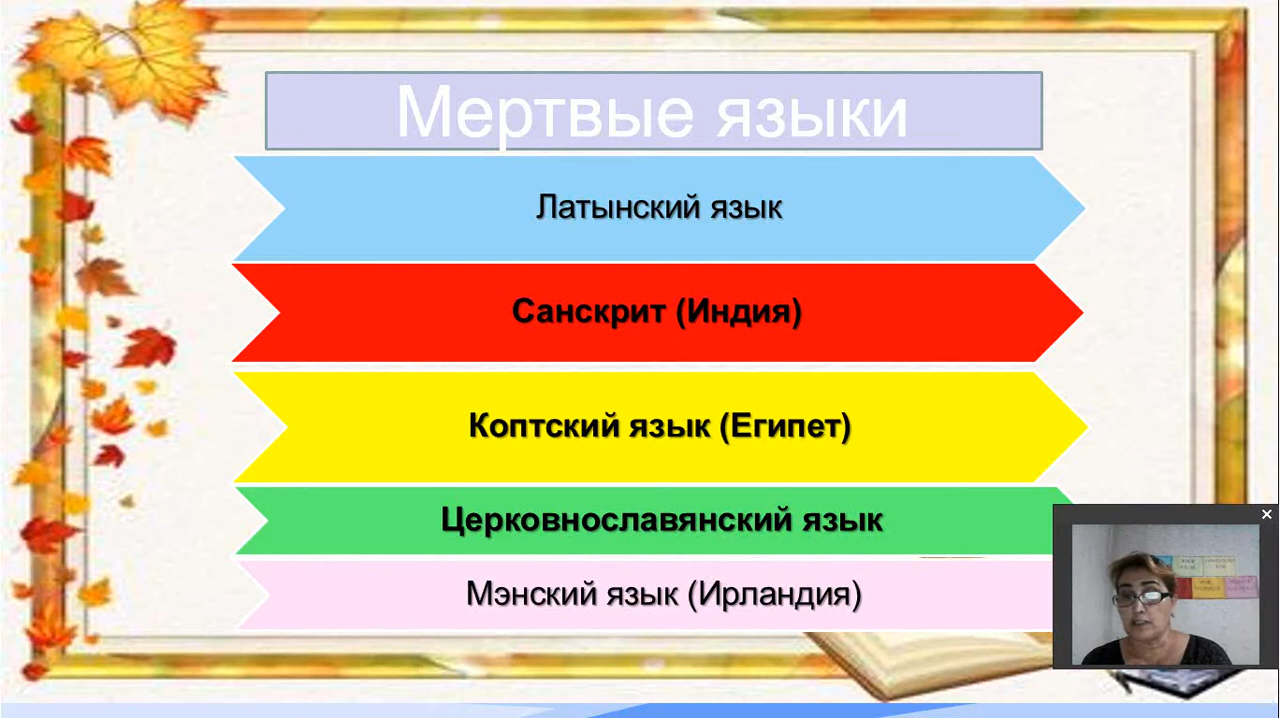 Мертвые языки
Латынский язык
Санскрит (Индия)
Коптский язык (Египет)
Церковнославянский язык
Мэнский язык (Ирландия)